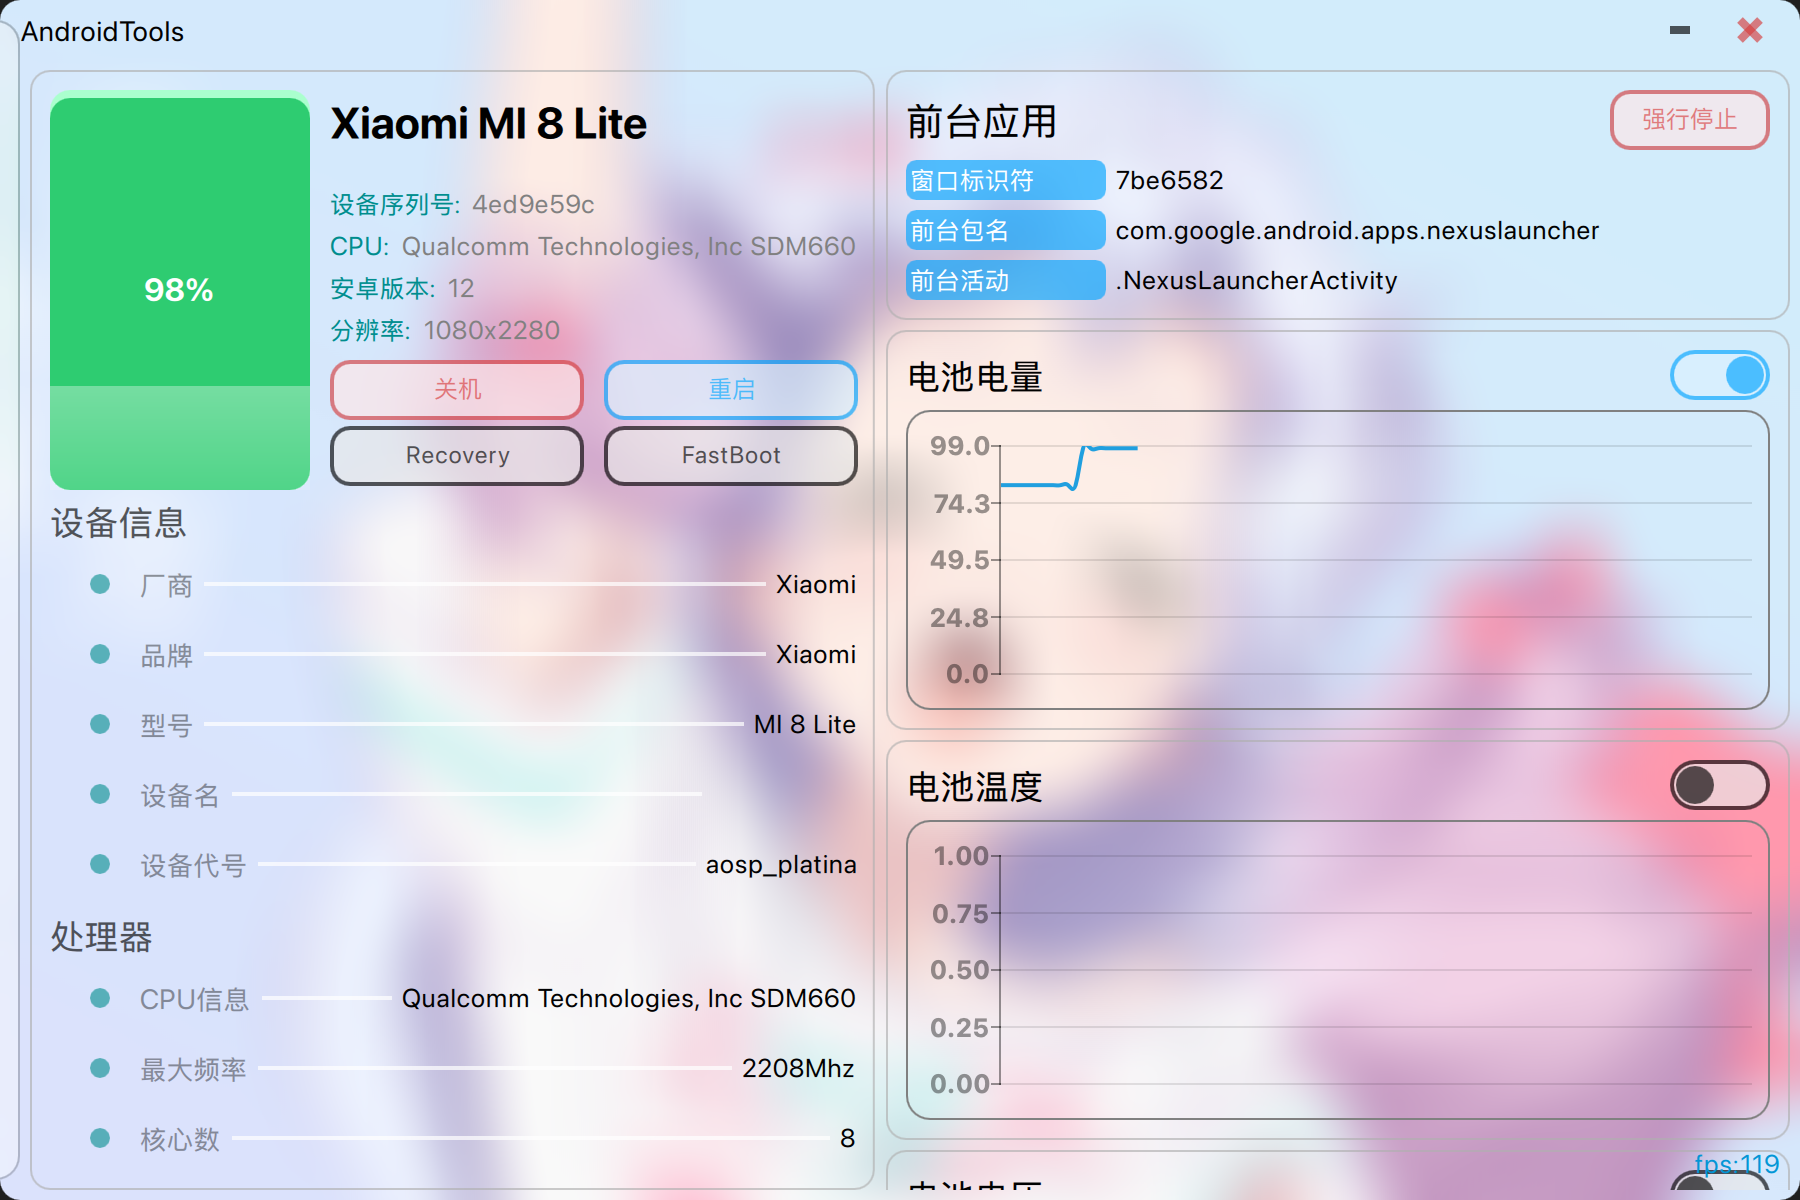 AndroidTools
98%
Xiaomi MI 8 Lite
设备序列号: 4ed9e59c
CPU: Qualcomm Technologies, Inc SDM660
安卓版本: 12
分辨率: 1080x2280
关机 重启
Recovery FastBoot
设备信息
厂商 Xiaomi
品牌 Xiaomi
型号 MI 8 Lite
设备名
设备代号 aosp_platina
处理器
CPU信息 Qualcomm Technologies, Inc SDM660
最大频率 2208Mhz
核心数 8
前台应用 强行停止
窗口标识符 7be6582
前台包名 com.google.android.apps.nexuslauncher
前台活动 .NexusLauncherActivity
电池电量
99.0
74.3
49.5
24.8
0.0
电池温度
1.00
0.75
0.50
0.25
0.00
fps:119